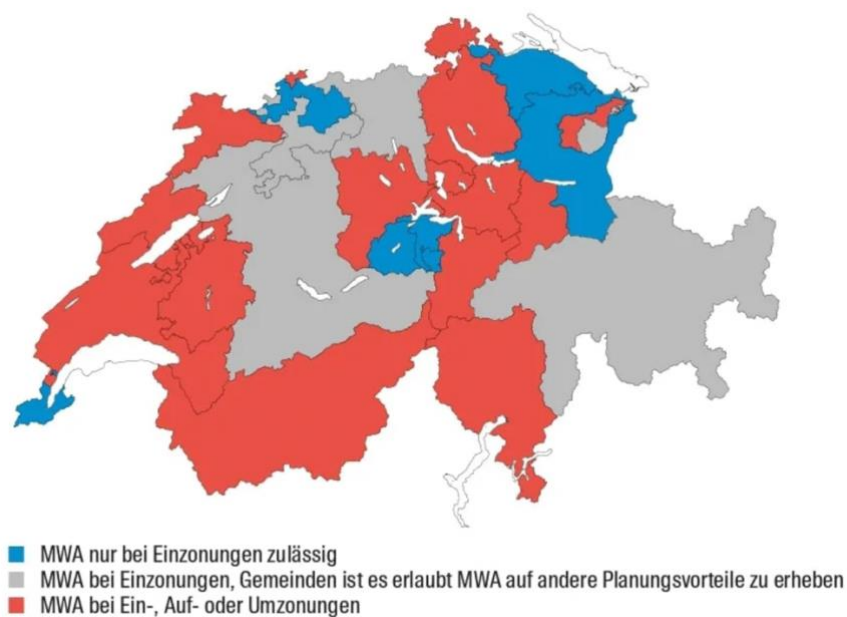 MWA nur bei Einzonungen zulässig
MWA bei Einzonungen, Gemeinden ist es erlaubt MWA auf andere Planungsvorteile zu erheben
MWA bei Ein-, Auf- oder Umzonungen